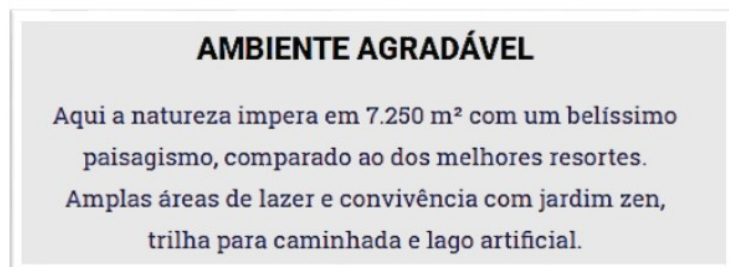 AMBIENTE AGRADÁVEL
Aqui a natureza impera em 7.250 m² com um belíssimo
paisagismo, comparado ao dos melhores resortes.
Amplas áreas de lazer e convivência com jardim zen,
trilha para caminhada e lago artificial.